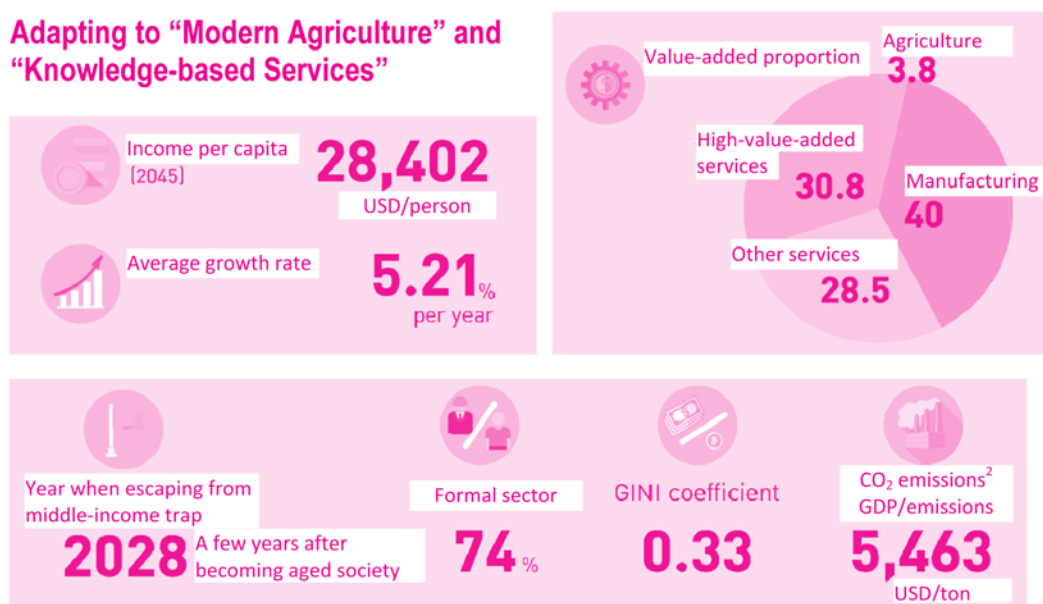 Adapting to “Modern Agriculture” and
“Knowledge-based Services”
Income per capita
(2045)
28,402
USD/person
Average growth rate
5.21%
per year
Value-added proportion
Agriculture
3.8
High-value-added
services
30.8
Manufacturing
40
Other services
28.5
Year when escaping from
middle-income trap
2028
A few years after
becoming aged society
Formal sector
74 %
GINI coefficient
0.33
CO₂ emissions²
GDP/emissions
5,463
USD/ton